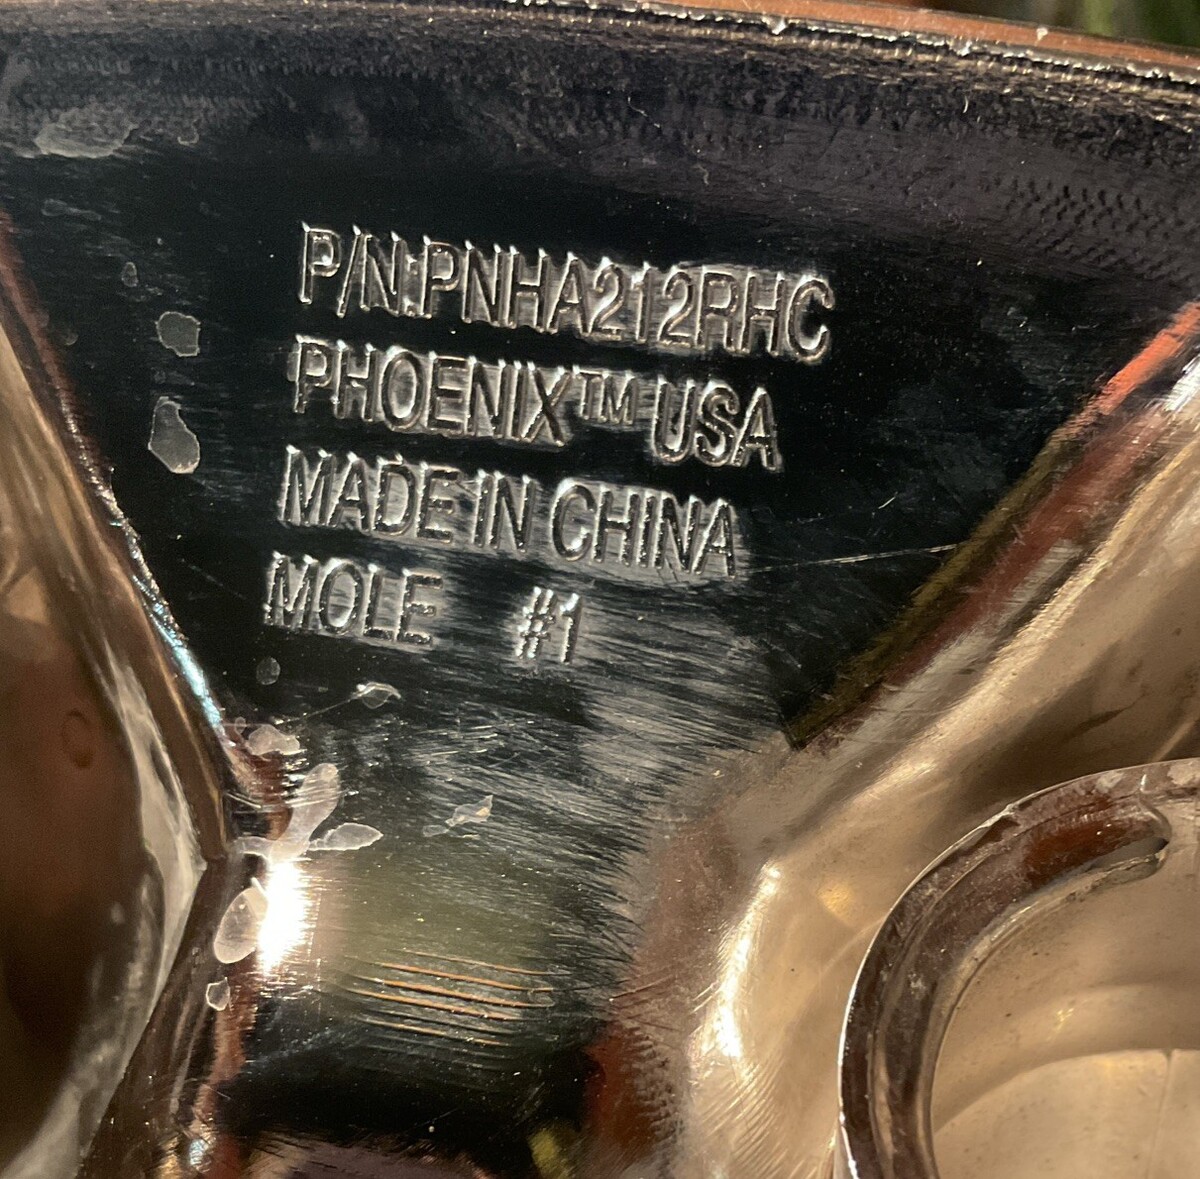 P/N:PNHA212RHC
PHOENIX™ USA
MADE IN CHINA
MOLE #1